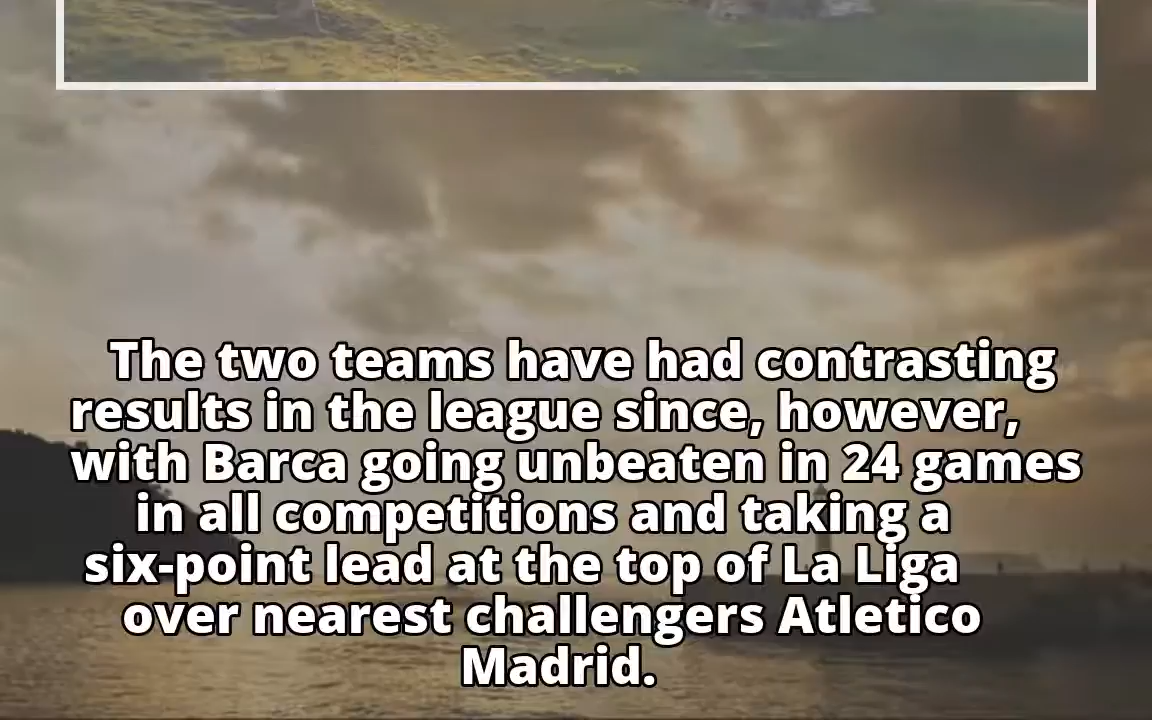 The two teams have had contrasting
results in the league since, however,
with Barca going unbeaten in 24 games
in all competitions and taking a
six-point lead at the top of La Liga
over nearest challengers Atletico
Madrid.